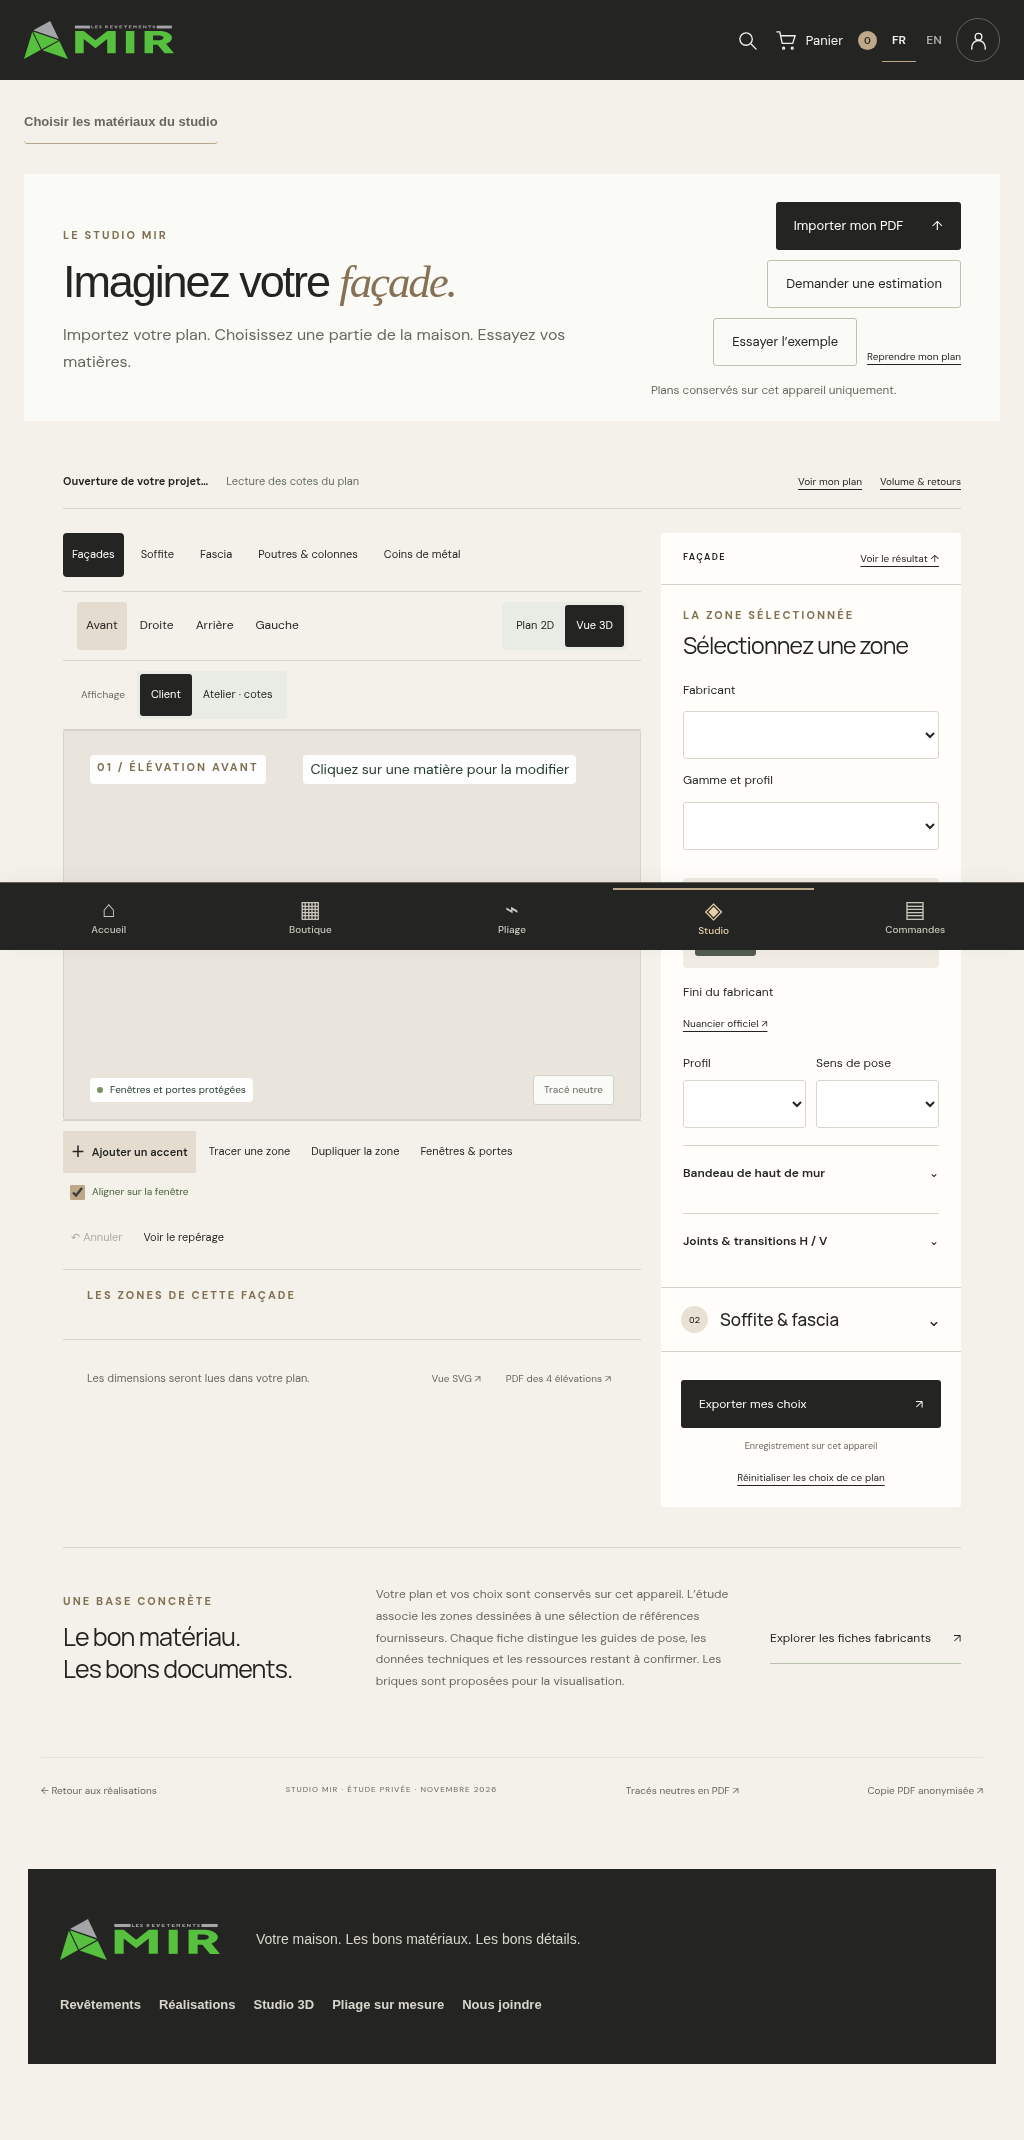 LES REVÊTEMENTS
MIR
Panier
0
FR
EN
Choisir les matériaux du studio
LE STUDIO MIR
Imaginez votre façade.
Importez votre plan. Choisissez une partie de la maison. Essayez vos
matières.
Importer mon PDF ↑
Demander une estimation
Essayer l’exemple
Reprendre mon plan
Plans conservés sur cet appareil uniquement.
Ouverture de votre projet…
Lecture des cotes du plan
Voir mon plan
Volume & retours
Façades
Soffite
Fascia
Poutres & colonnes
Coins de métal
Avant
Droite
Arrière
Gauche
Plan 2D
Vue 3D
Affichage
Client
Atelier · cotes
01 / ÉLÉVATION AVANT
Cliquez sur une matière pour la modifier
FAÇADE
Voir le résultat ↑
LA ZONE SÉLECTIONNÉE
Sélectionnez une zone
Fabricant
Gamme et profil
Accueil
Boutique
Pliage
Studio
Commandes
Fini du fabricant
Nuancier officiel ↗
Profil
Sens de pose
Fenêtres et portes protégées
Tracé neutre
+ Ajouter un accent
Tracer une zone
Dupliquer la zone
Fenêtres & portes
Aligner sur la fenêtre
↶ Annuler
Voir le repérage
LES ZONES DE CETTE FAÇADE
Les dimensions seront lues dans votre plan.
Vue SVG ↗
PDF des 4 élévations ↗
Bandeau de haut de mur
Joints & transitions H / V
02
Soffite & fascia
Exporter mes choix ↗
Enregistrement sur cet appareil
Réinitialiser les choix de ce plan
UNE BASE CONCRÈTE
Le bon matériau.
Les bons documents.
Votre plan et vos choix sont conservés sur cet appareil. L’étude
associe les zones dessinées à une sélection de références
fournisseurs. Chaque fiche distingue les guides de pose, les
données techniques et les ressources restant à confirmer. Les
briques sont proposées pour la visualisation.
Explorer les fiches fabricants ↗
← Retour aux réalisations
STUDIO MIR · ÉTUDE PRIVÉE · NOVEMBRE 2026
Tracés neutres en PDF ↗
Copie PDF anonymisée ↗
LES REVÊTEMENTS
MIR
Votre maison. Les bons matériaux. Les bons détails.
Revêtements
Réalisations
Studio 3D
Pliage sur mesure
Nous joindre